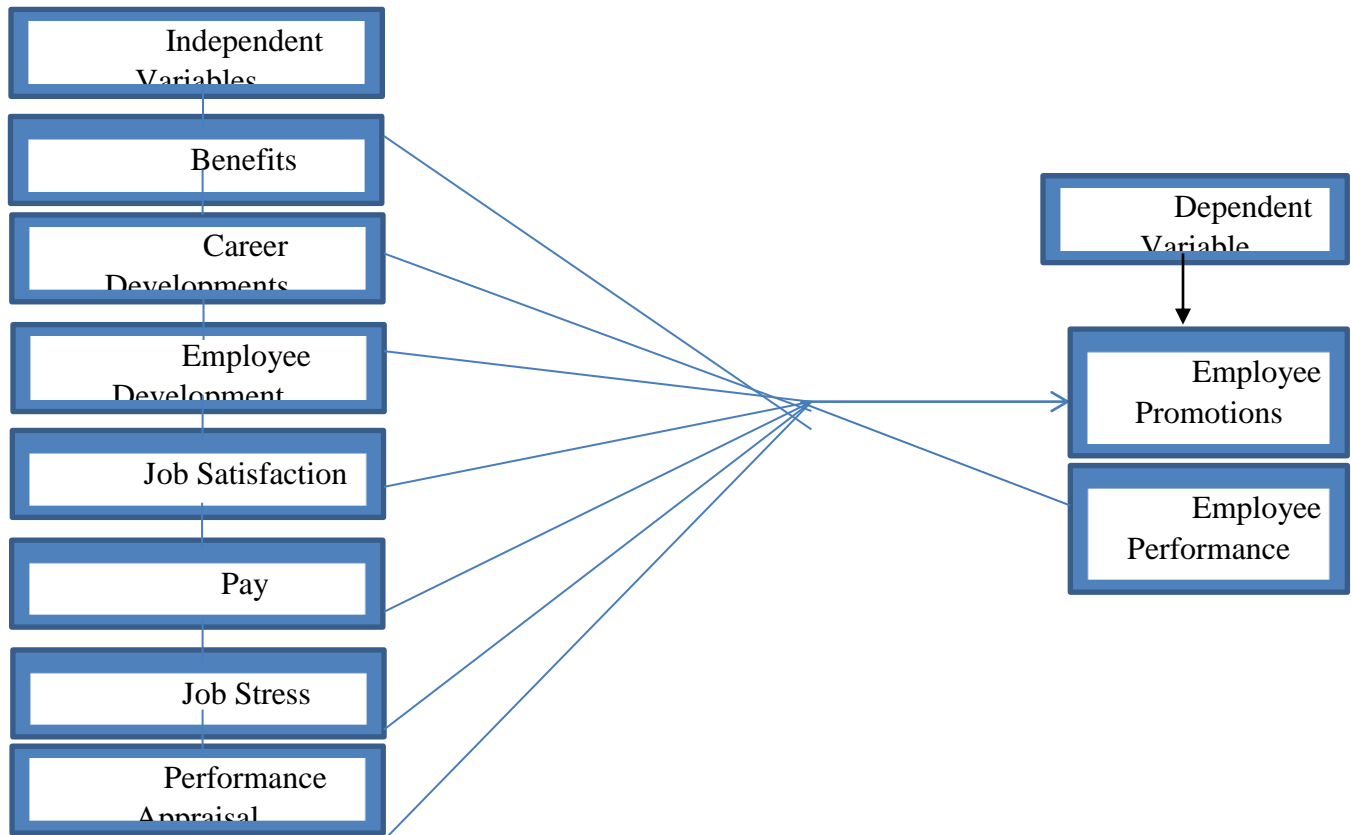 Independent
Variables
Benefits
Career
Developments
Employee
Development
Job Satisfaction
Pay
Job Stress
Performance
Appraisal
Dependent
Variable
Employee
Promotions
Employee
Performance